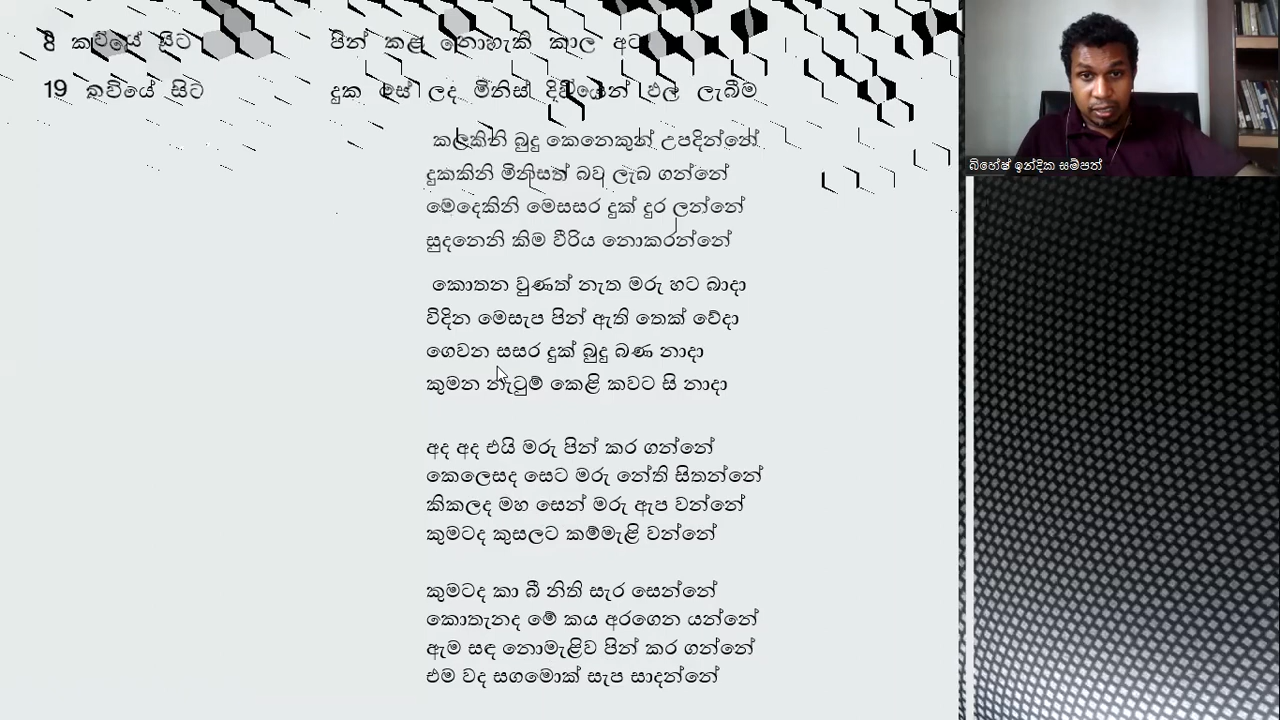 8 කවියේ සිට පින් කළ නොහැකි කාල අට
19 කවියේ සිට දුක සේ ලද මිනිස් දිවියෙන් ඵල ලැබීම
කලකිනි බුදු කෙනෙකුන් උපදින්නේ
දුකකිනි මිනිසත් බව ලැබ ගන්නේ
මෙදෙකිනි මෙසසර දුක් දුර ලන්නේ
සුදනෙනි කිම වීරිය නොකරන්නේ
කොතන වුණත් නැත මරු හට බාදා
විදින මෙසැප පින් ඇති තෙක් වේදා
ගෙවන සසර දුක් බුදු බණ නාදා
කුමන නැටුම් කෙළි කවට සි නාදා
අද අද එයි මරු පින් කර ගන්නේ
කෙලෙසද සෙට මරු නේති සිතන්නේ
කිකලද මහ සෙන් මරු ඇප වන්නේ
කුමටද කුසලට කම්මැළි වන්නේ
කුමටද කා බී නිති සැර සෙන්නේ
කොතැනද මේ කය අරගෙන යන්නේ
ඇම සඳ නොමැළිව පින් කර ගන්නේ
එම වද සගමොක් සැප සාදන්නේ
බිහේෂ් ඉන්දික සම්පත්